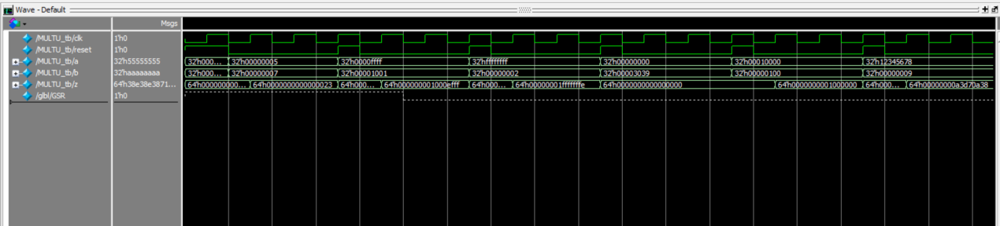 Wave - Default
Msgs
/MULTU_tb/clk 1'h0
/MULTU_tb/reset 1'h0
/MULTU_tb/a 32'h55555555 32'h000... 32'h00000005 32'h0000ffff 32'hffffffff 32'h00000000 32'h00010000 32'h12345678
/MULTU_tb/b 32'haaaaaaaa 32'h000... 32'h00000007 32'h00001001 32'h00000002 32'h00003039 32'h00000100 32'h00000009
/MULTU_tb/z 64'h38e38e3871... 64'h000000000... 64'h0000000000000023 64'h000... 64'h000000001000efff 64'h000... 64'h00000001fffffffe 64'h0000000000000000 64'h0000000001000000 64'h000... 64'h00000000a3d70a38
/glbl/GSR 1'h0